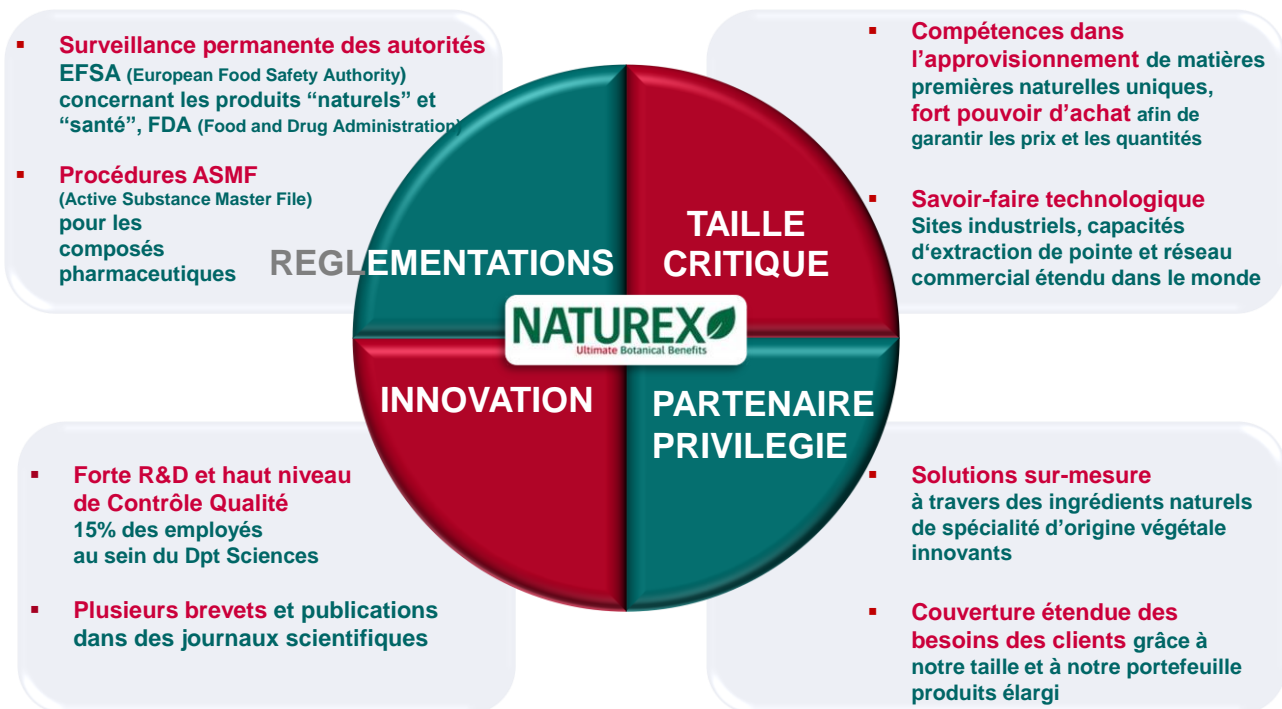 ▪ Surveillance permanente des autorités
EFSA (European Food Safety Authority)
concernant les produits “naturels” et
“santé”, FDA (Food and Drug Administration)
▪ Procédures ASMF
(Active Substance Master File)
pour les
composés
pharmaceutiques
REGLEMENTATIONS
▪ Compétences dans
l’approvisionnement de matières
premières naturelles uniques,
fort pouvoir d’achat afin de
garantir les prix et les quantités
▪ Savoir-faire technologique
Sites industriels, capacités
d‘extraction de pointe et réseau
commercial étendu dans le monde
TAILLE
CRITIQUE
NATUREX
Ultimate Botanical Benefits
INNOVATION
PARTENAIRE
PRIVILEGIE
▪ Forte R&D et haut niveau
de Contrôle Qualité
15% des employés
au sein du Dpt Sciences
▪ Plusieurs brevets et publications
dans des journaux scientifiques
▪ Solutions sur-mesure
à travers des ingrédients naturels
de spécialité d’origine végétale
innovants
▪ Couverture étendue des
besoins des clients grâce à
notre taille et à notre portefeuille
produits élargi